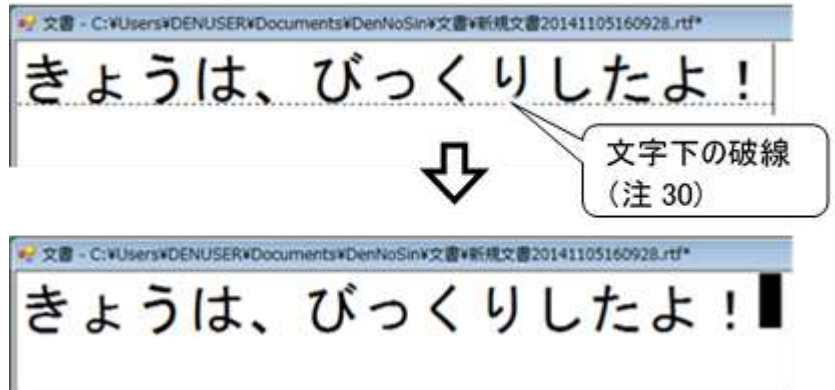 文書 - C:¥Users¥DENUSER¥Documents¥DenNoSin¥文書¥新規文書20141105160928.rtf*
きょうは、びっくりしたよ！
文字下の破線
（注 30）
文書 - C:¥Users¥DENUSER¥Documents¥DenNoSin¥文書¥新規文書20141105160928.rtf*
きょうは、びっくりしたよ！